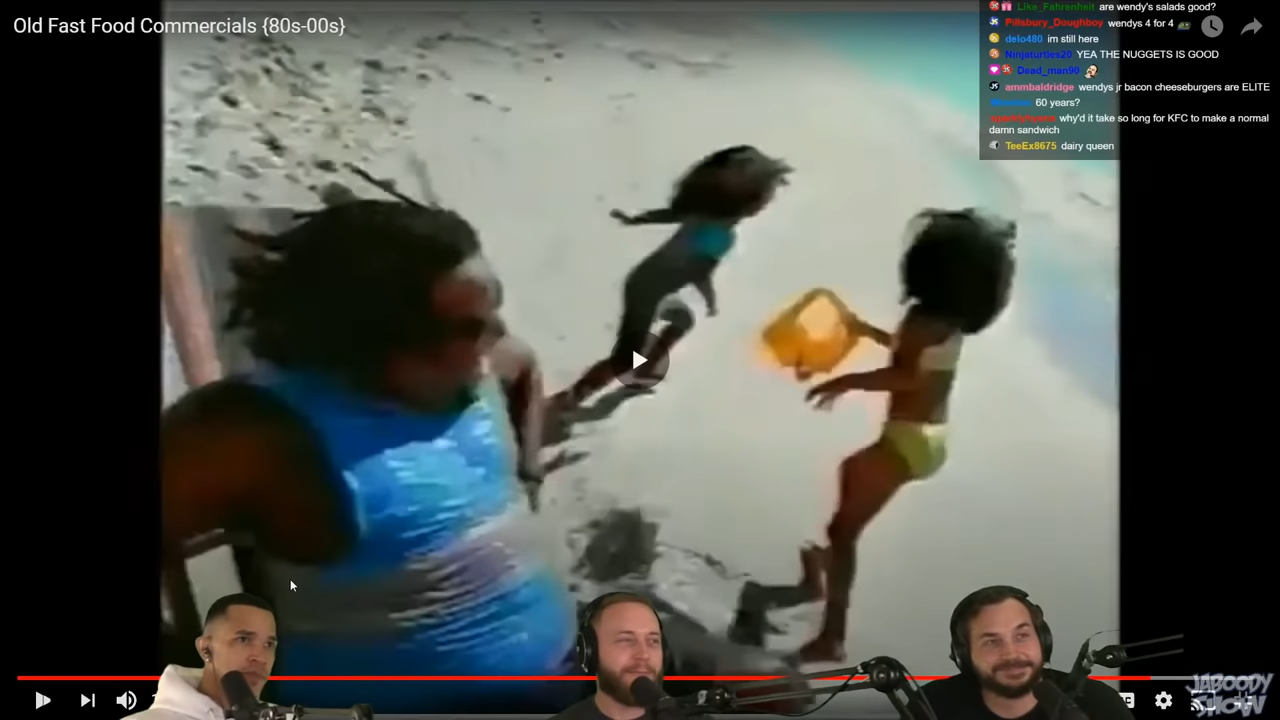 Old Fast Food Commercials {80s-00s}
Like_Fahrenheit are wendy's salads good?
Pillsbury_Doughboy wendys 4 for 4
delo480 im still here
Ninjaturtles20 YEA THE NUGGETS IS GOOD
Dead_man90
ammbaldridge wendys jr bacon cheeseburgers are ELITE
60 years?
why'd it take so long for KFC to make a normal
damn sandwich
TeeEx8675 dairy queen
JABOODY
SHOW